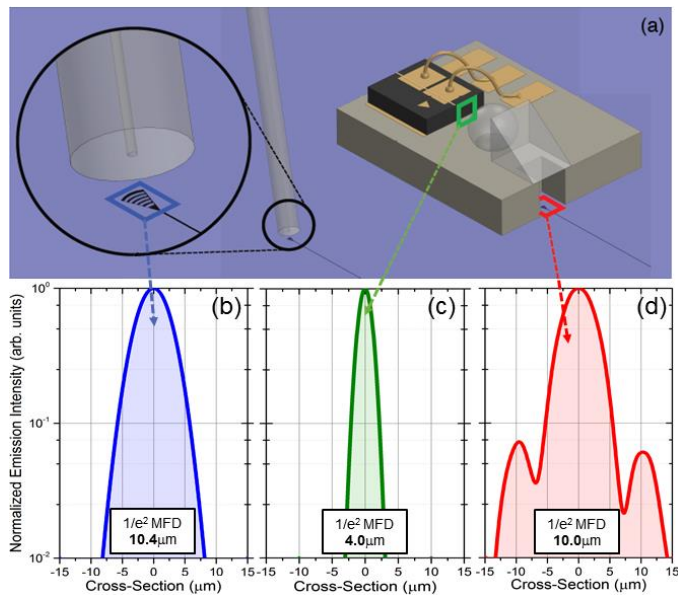 (a)
(b)
(c)
(d)
Normalized Emission Intensity (arb. units)
10⁰
10⁻¹
10⁻²
1/e² MFD
10.4μm
1/e² MFD
4.0μm
1/e² MFD
10.0μm
-15 -10 -5 0 5 10 15
-15 -10 -5 0 5 10 15
-15 -10 -5 0 5 10 15
Cross-Section (μm)
Cross-Section (μm)
Cross-Section (μm)